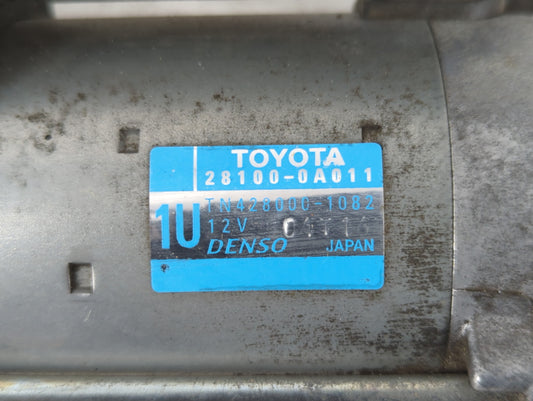 TOYOTA
28100-0A011
1U
TN428000-1082
12V
DENSO JAPAN